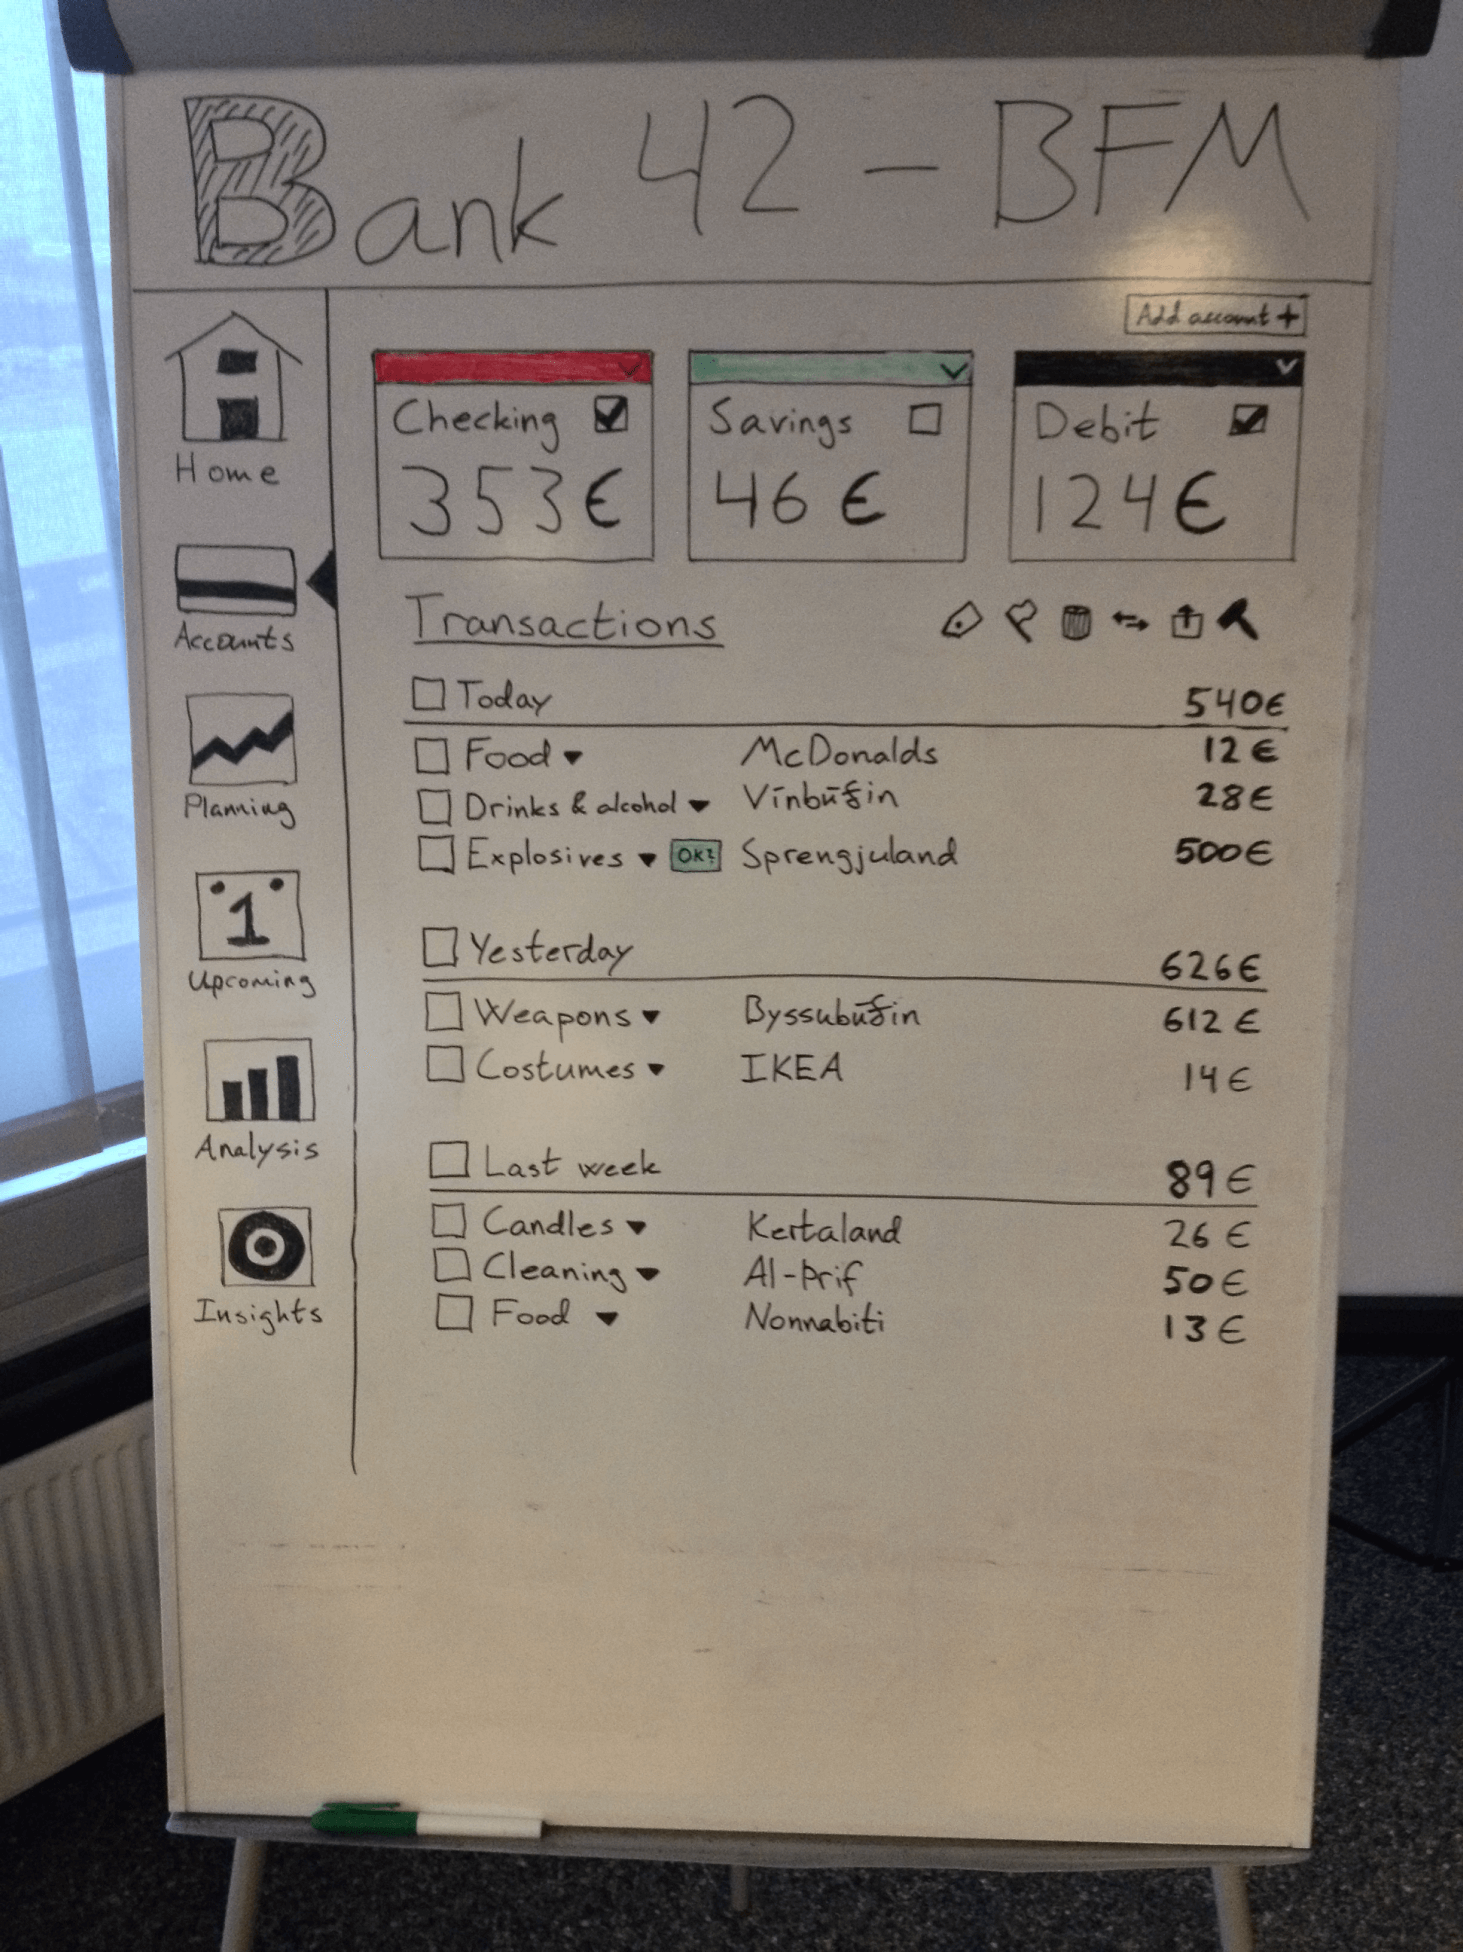 Bank 42 - BFM
Add account +
Home
Accounts
Planning
1
Upcoming
Analysis
Insights
Checking
353€
Savings
46 €
Debit
124€
Transactions
Today 540€
Food McDonalds 12€
Drinks & alcohol 28€
Explosives OK? Sprengjuland 500€
Yesterday 626€
Weapons 612 €
Costumes IKEA 14€
Last week 89€
Candles Kertaland 26 €
Cleaning Al-Þrif 50€
Food Nonnabiti 13€